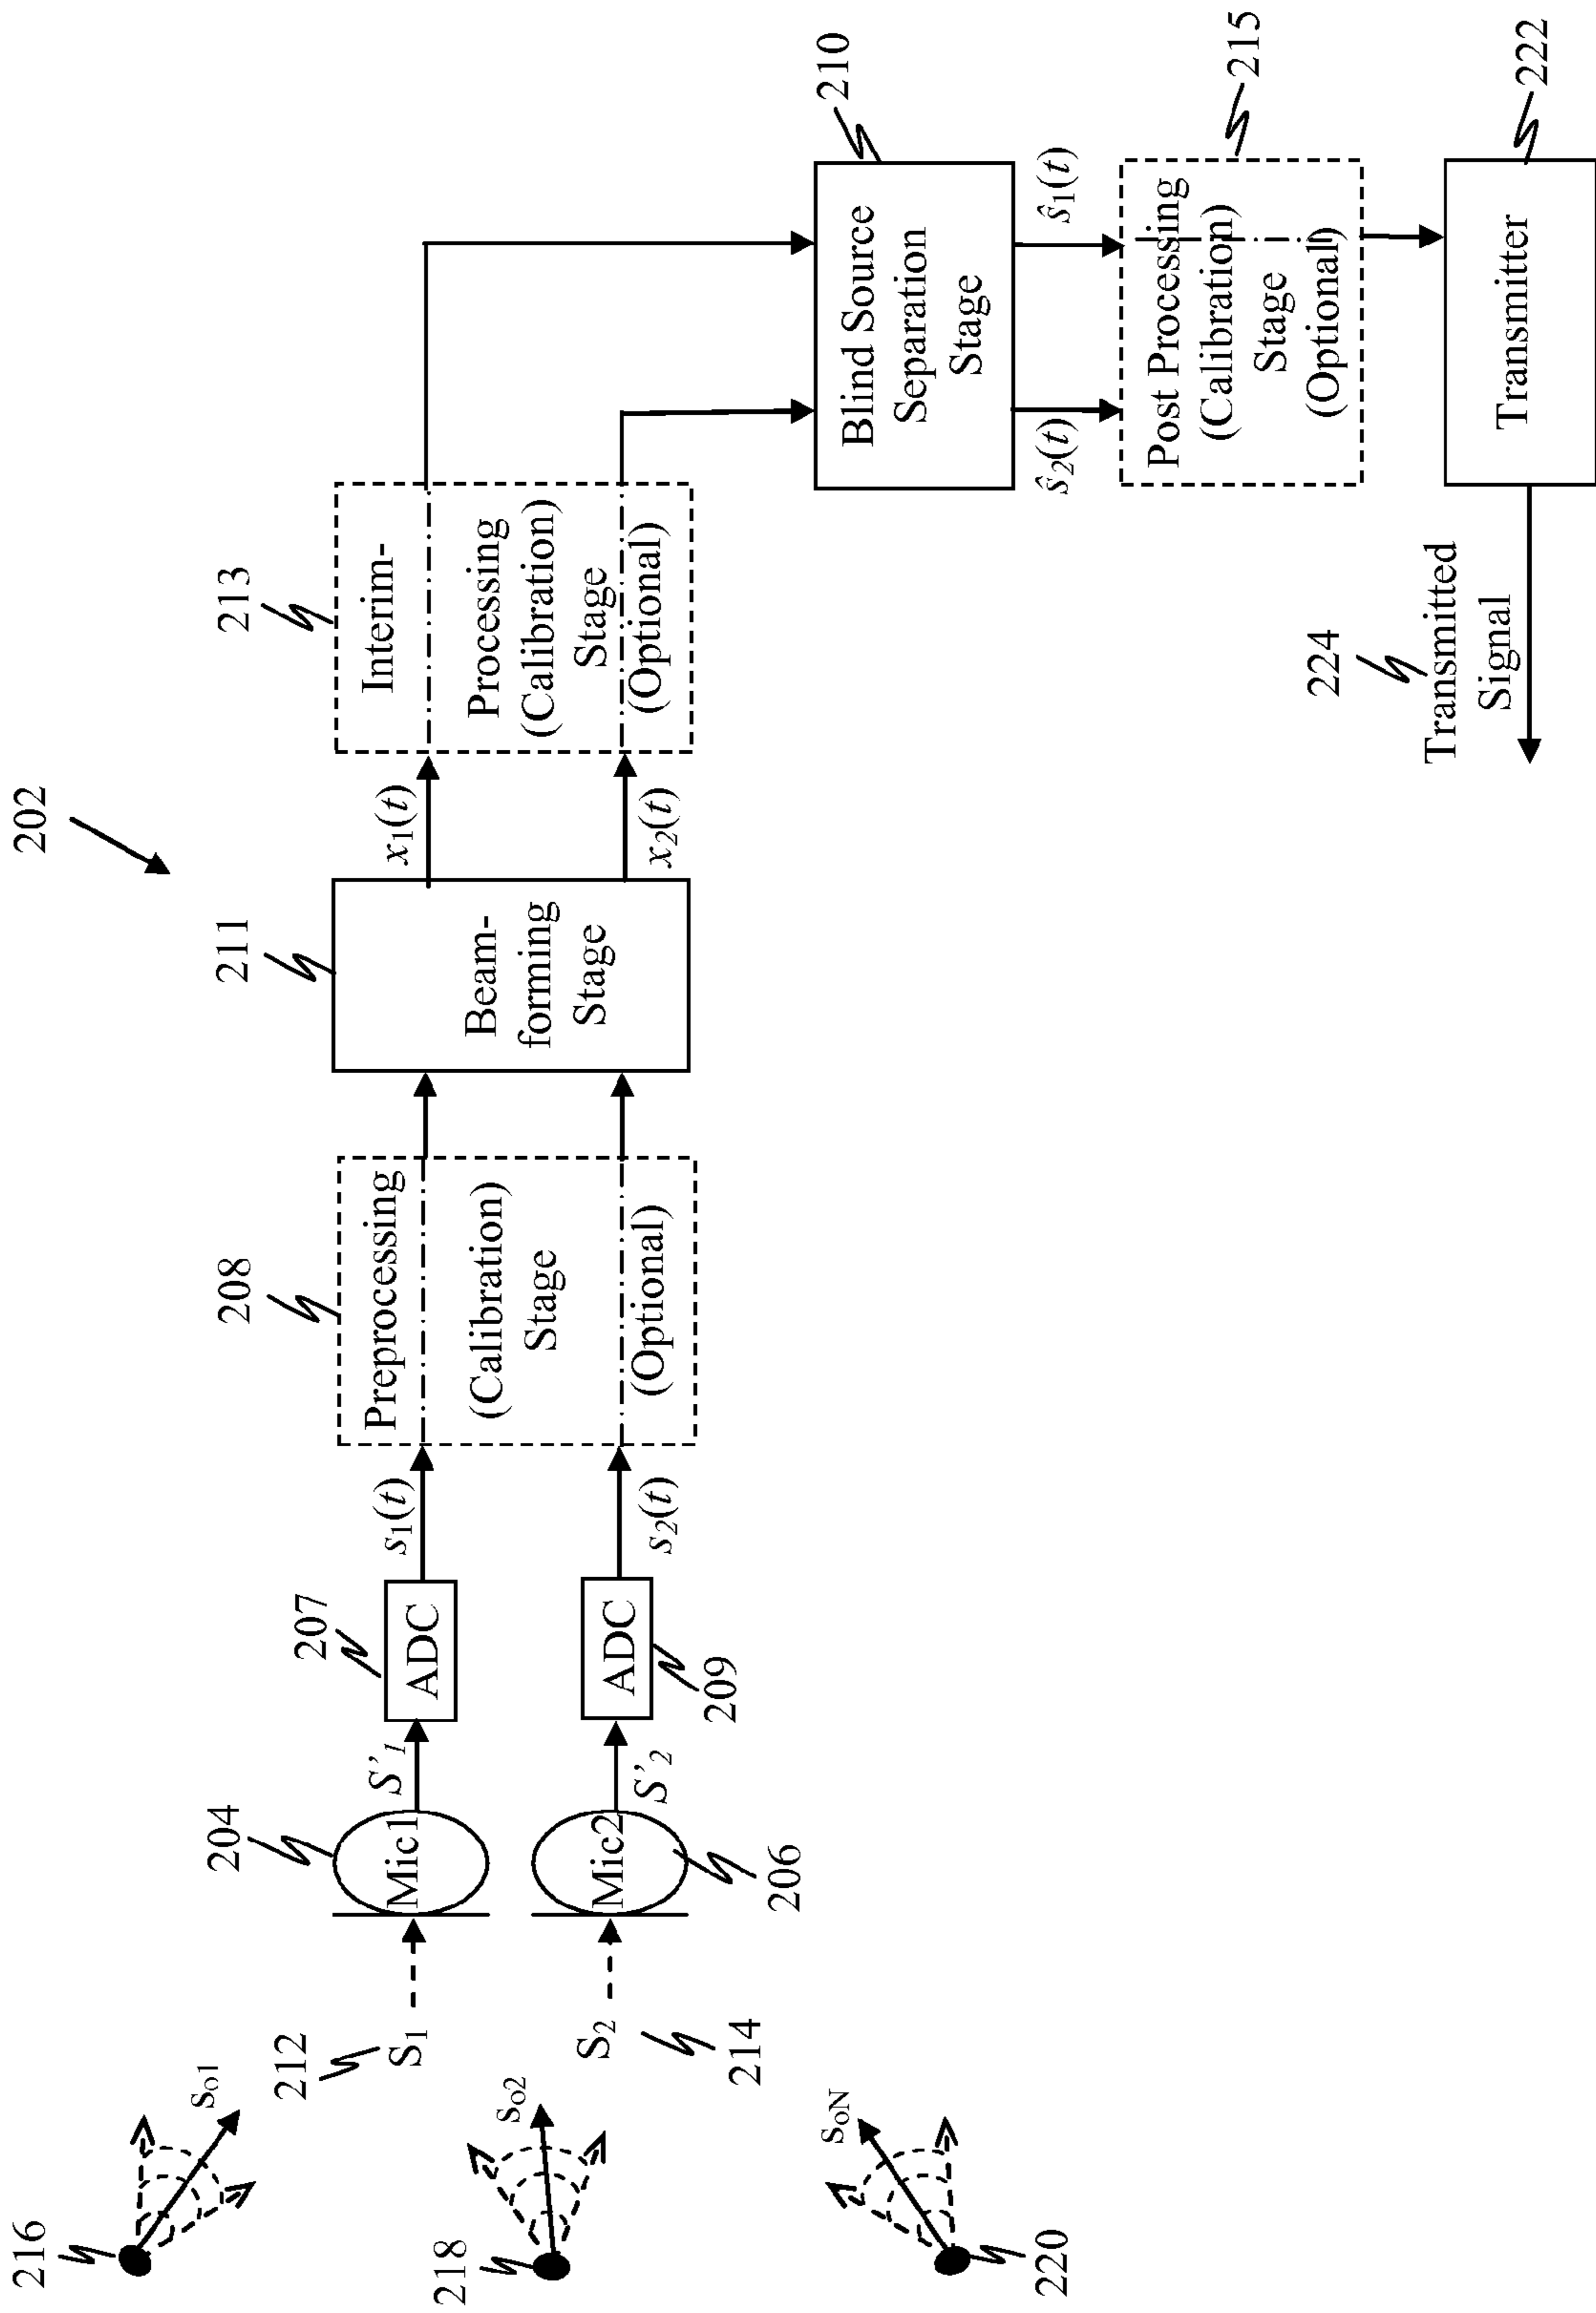 202
216
S₀₁
212
S₁
204
Mic1
S'₁
207
ADC
s₁(t)
208
Preprocessing
(Calibration)
Stage
(Optional)
211
Beam-
forming
Stage
x₁(t)
x₂(t)
213
Interim-
Processing
(Calibration)
Stage
(Optional)
218
S₀₂
S₂
214
Mic2
206
S'₂
ADC
209
s₂(t)
220
SₒN
210
Blind Source
Separation
Stage
ŝ₂(t)
ŝ₁(t)
215
Post Processing
(Calibration)
Stage
(Optional)
222
Transmitter
224
Transmitted
Signal